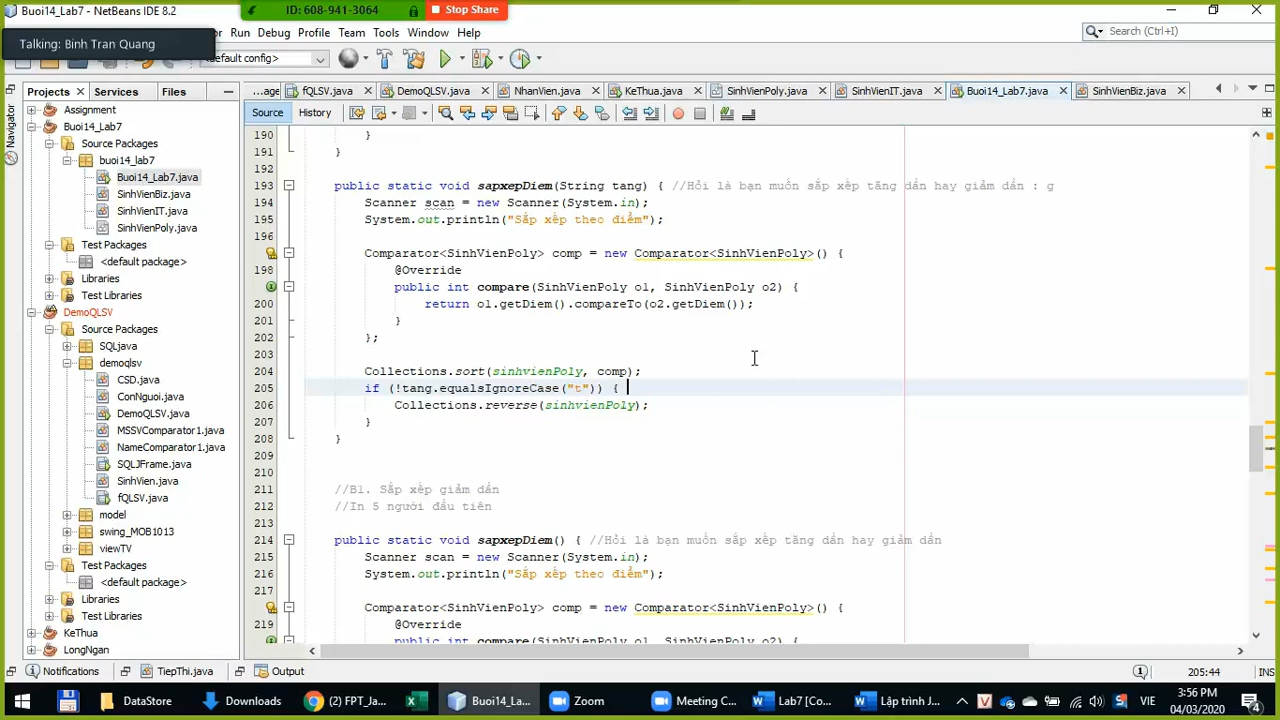 Buoi14_Lab7 - NetBeans IDE 8.2
ID: 608-941-3064
Stop Share
Talking: Binh Tran Quang
Run Debug Profile Team Tools Window Help
Search (Ctrl+I)
default config>
Projects Services Files
...age fQLSV.java DemoQLSV.java NhanVien.java KeThua.java SinhVienPoly.java SinhVienIT.java Buoi14_Lab7.java SinhVienBiz.java
Source History
Navigator
Assignment
Buoi14_Lab7
Source Packages
buoi14_lab7
Buoi14_Lab7.java
SinhVienBiz.java
SinhVienIT.java
SinhVienPoly.java
Test Packages
<default package>
Libraries
Test Libraries
DemoQLSV
Source Packages
SQLjava
demoqlsv
CSD.java
ConNguoi.java
DemoQLSV.java
MSSVComparator1.java
NameComparator1.java
SQLJFrame.java
SinhVien.java
fQLSV.java
model
swing_MOB1013
viewTV
Test Packages
<default package>
Libraries
Test Libraries
KeThua
LongNgan
190 }
191 }
192
193 public static void sapxepDiem(String tang) { //Hỏi là bạn muốn sắp xếp tăng dần hay giảm dần : g
194 Scanner scan = new Scanner(System.in);
195 System.out.println("Sắp xếp theo điểm");
196
Comparator<SinhVienPoly> comp = new Comparator<SinhVienPoly>() {
198 @Override
public int compare(SinhVienPoly o1, SinhVienPoly o2) {
200 return o1.getDiem().compareTo(o2.getDiem());
201 }
202 };
203
204 Collections.sort(sinhvienPoly, comp);
205 if (!tang.equalsIgnoreCase("t")) {
206 Collections.reverse(sinhvienPoly);
207 }
208 }
209
210
211 //B1. Sắp xếp giảm dần
212 //In 5 người đầu tiên
213
214 public static void sapxepDiem() { //Hỏi là bạn muốn sắp xếp tăng dần hay giảm dần
215 Scanner scan = new Scanner(System.in);
216 System.out.println("Sắp xếp theo điểm");
217
Comparator<SinhVienPoly> comp = new Comparator<SinhVienPoly>() {
219 @Override
public int compare(SinhVienPoly o1, SinhVienPoly o2) {
Notifications TiepThi.java Output
205:44 INS
DataStore Downloads (2) FPT_Ja... Buoi14_La... Zoom Meeting C... Lab7 [Co... Lập trình J...
VIE
3:56 PM
04/03/2020
4